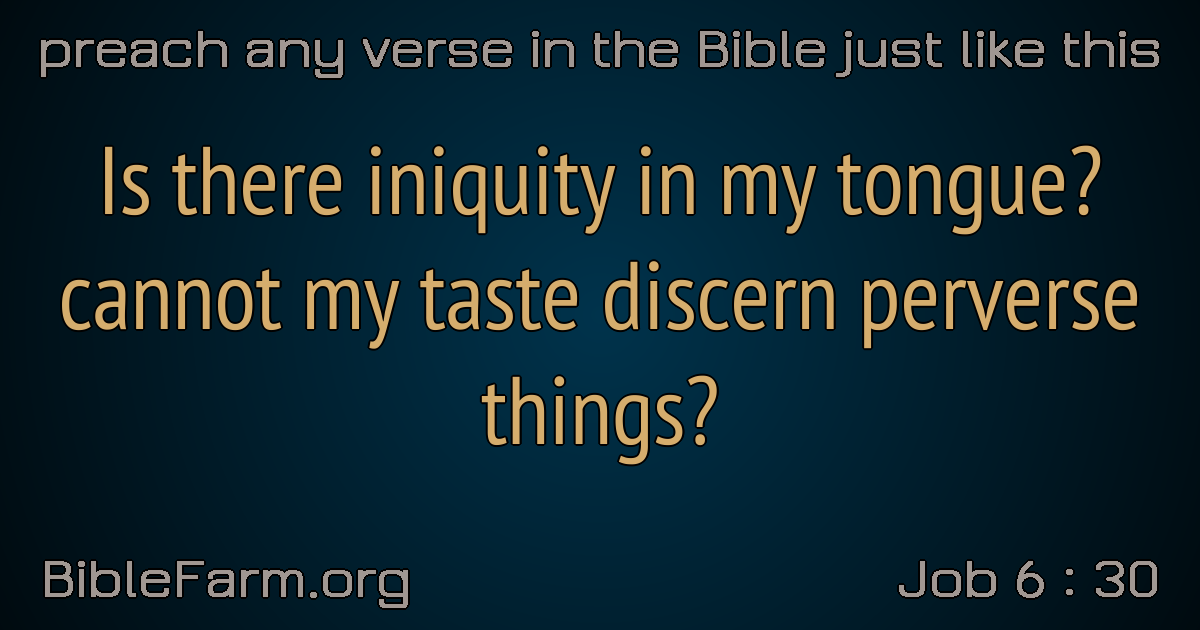 preach any verse in the Bible just like this
Is there iniquity in my tongue?
cannot my taste discern perverse
things?
BibleFarm.org
Job 6 : 30